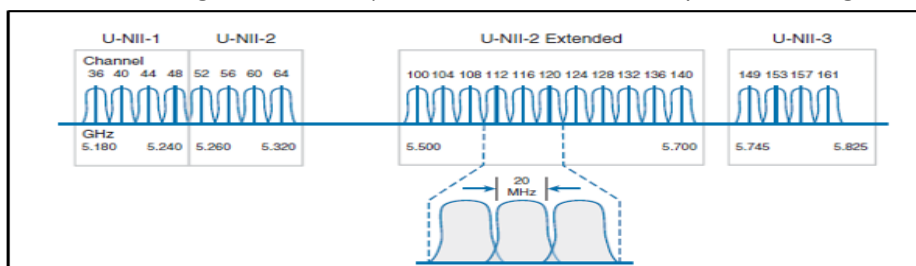 U-NII-1 U-NII-2 U-NII-2 Extended U-NII-3
Channel
36 40 44 48 52 56 60 64 100 104 108 112 116 120 124 128 132 136 140 149 153 157 161
GHz
5.180 5.240 5.260 5.320 5.500 5.700 5.745 5.825
20
MHz